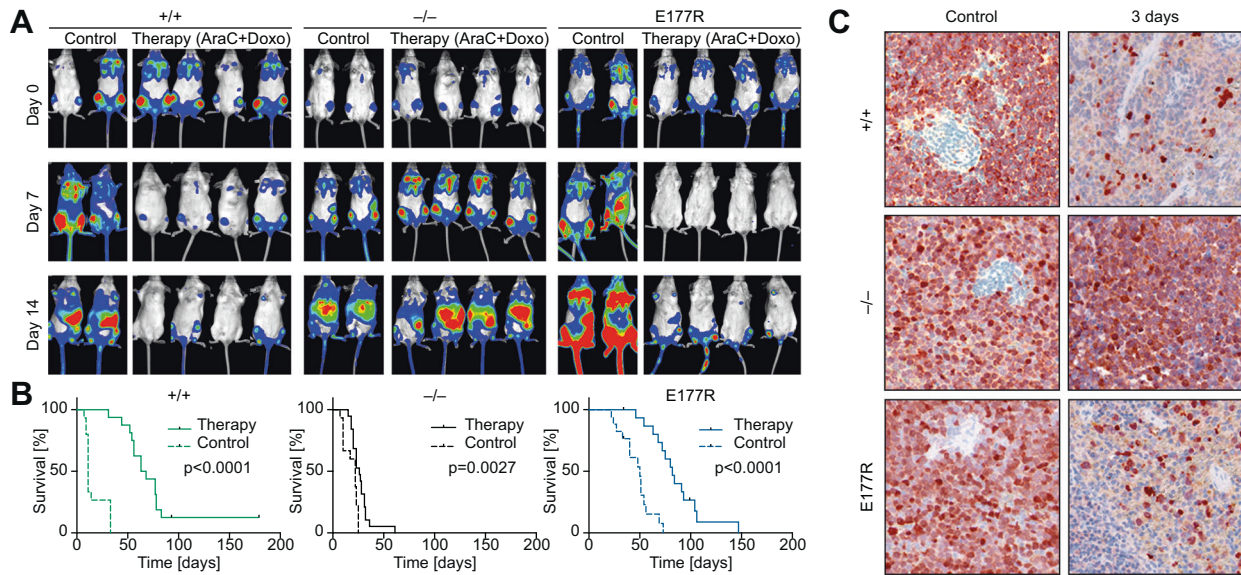 A
+/+
–/–
E177R
Control
Therapy (AraC+Doxo)
Control
Therapy (AraC+Doxo)
Control
Therapy (AraC+Doxo)
Day 0
Day 7
Day 14
B
+/+
Survival [%]
100
50
0
Therapy
Control
p<0.0001
0 50 100 150 200
Time [days]
–/–
Survival [%]
100
50
0
Therapy
Control
p=0.0027
0 50 100 150 200
Time [days]
E177R
Survival [%]
100
50
0
Therapy
Control
p<0.0001
0 50 100 150 200
Time [days]
C
Control
3 days
+/+
–/–
E177R